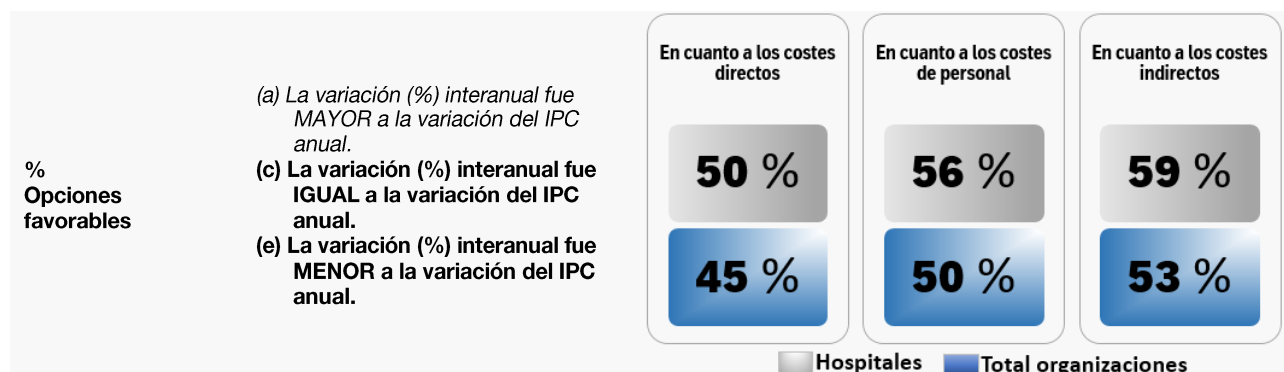 %
Opciones
favorables
(a) La variación (%) interanual fue
MAYOR a la variación del IPC
anual.
(c) La variación (%) interanual fue
IGUAL a la variación del IPC
anual.
(e) La variación (%) interanual fue
MENOR a la variación del IPC
anual.
En cuanto a los costes
directos
50 %
45 %
En cuanto a los costes
de personal
56 %
50 %
En cuanto a los costes
indirectos
59 %
53 %
Hospitales
Total organizaciones